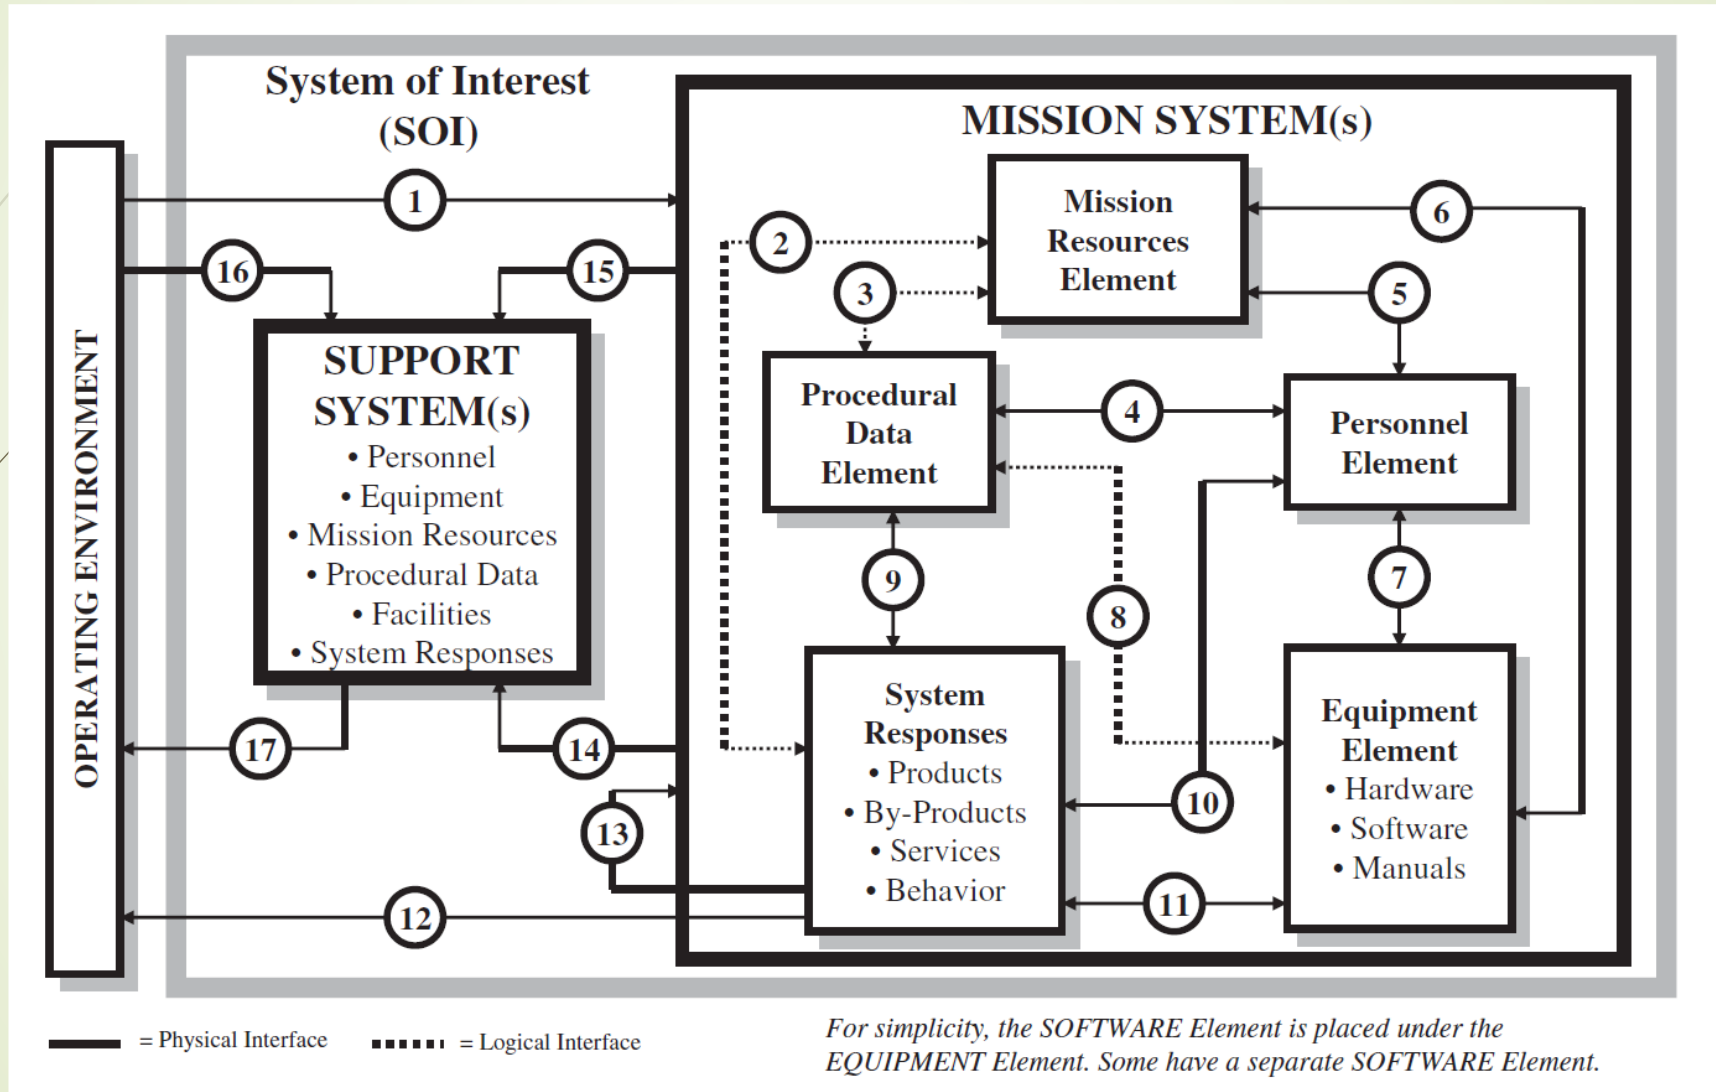 System of Interest
(SOI)
MISSION SYSTEM(s)
1
2
3
4
5
6
7
8
9
10
11
12
13
14
15
16
17
OPERATING ENVIRONMENT
SUPPORT
SYSTEM(s)
• Personnel
• Equipment
• Mission Resources
• Procedural Data
• Facilities
• System Responses
Mission
Resources
Element
Procedural
Data
Element
Personnel
Element
System
Responses
• Products
• By-Products
• Services
• Behavior
Equipment
Element
• Hardware
• Software
• Manuals
= Physical Interface
= Logical Interface
For simplicity, the SOFTWARE Element is placed under the
EQUIPMENT Element. Some have a separate SOFTWARE Element.